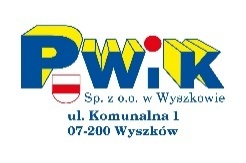 PWiK
Sp. z o.o. w Wyszkowie
ul. Komunalna 1
07-200 Wyszków